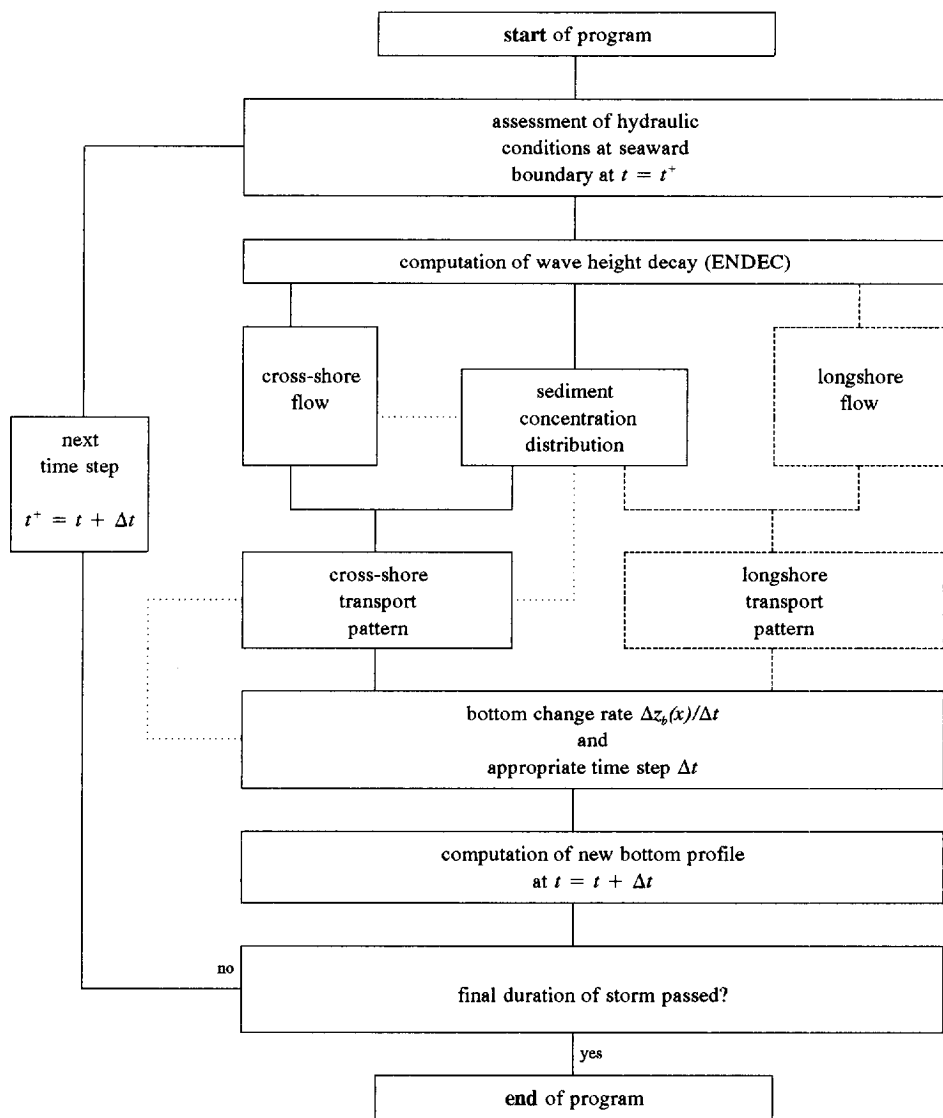 start of program
assessment of hydraulic
conditions at seaward
boundary at t = t⁺
computation of wave height decay (ENDEC)
cross-shore
flow
sediment
concentration
distribution
longshore
flow
next
time step
t⁺ = t + Δt
cross-shore
transport
pattern
longshore
transport
pattern
bottom change rate Δz_b(x)/Δt
and
appropriate time step Δt
computation of new bottom profile
at t = t + Δt
no
final duration of storm passed?
yes
end of program